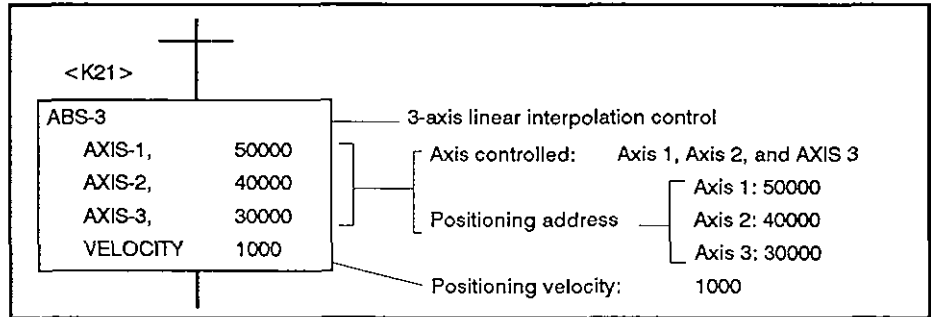 <K21>
ABS-3
3-axis linear interpolation control
AXIS-1, 50000
Axis controlled: Axis 1, Axis 2, and AXIS 3
AXIS-2, 40000
Axis 1: 50000
AXIS-3, 30000
Positioning address
Axis 2: 40000
VELOCITY 1000
Axis 3: 30000
Positioning velocity: 1000